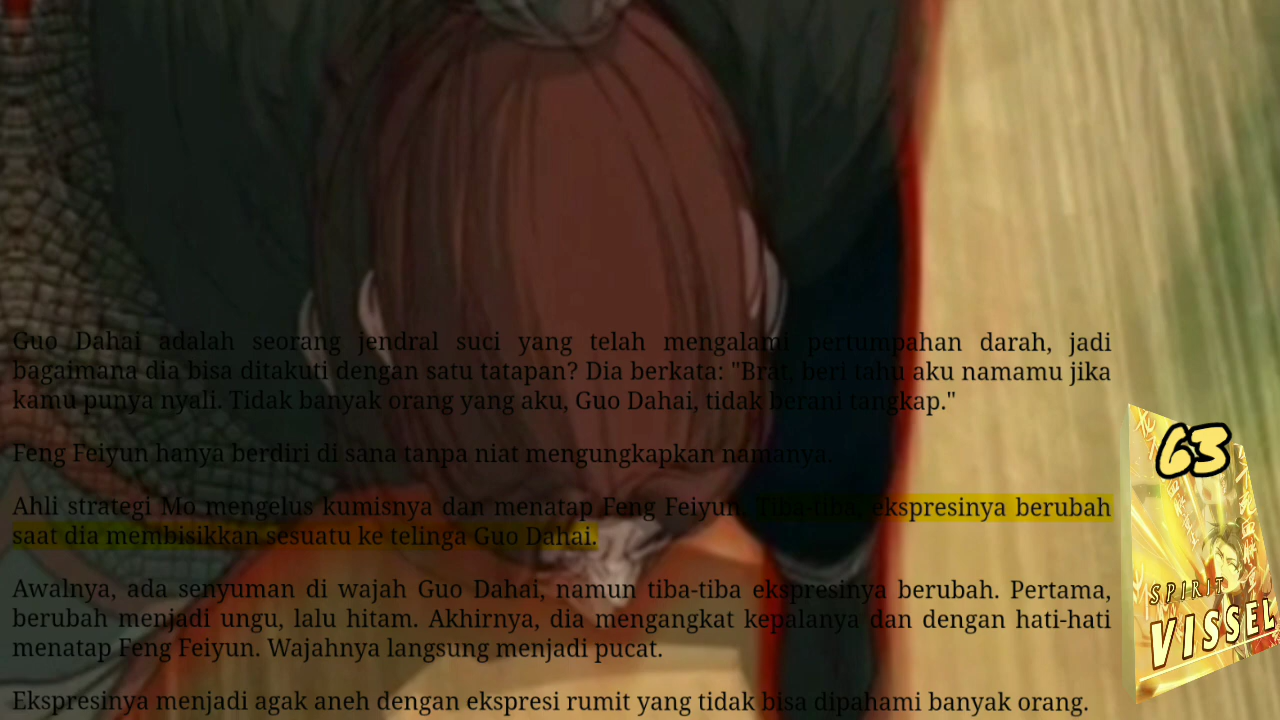 Guo Dahai adalah seorang jendral suci yang telah mengalami pertumpahan darah, jadi
bagaimana dia bisa ditakuti dengan satu tatapan? Dia berkata: "Brat, beri tahu aku namamu jika
kamu punya nyali. Tidak banyak orang yang aku, Guo Dahai, tidak berani tangkap."
Feng Feiyun hanya berdiri di sana tanpa niat mengungkapkan namanya.
Ahli strategi Mo mengelus kumisnya dan menatap Feng Feiyun. Tiba-tiba, ekspresinya berubah
saat dia membisikkan sesuatu ke telinga Guo Dahai.
Awalnya, ada senyuman di wajah Guo Dahai, namun tiba-tiba ekspresinya berubah. Pertama,
berubah menjadi ungu, lalu hitam. Akhirnya, dia mengangkat kepalanya dan dengan hati-hati
menatap Feng Feiyun. Wajahnya langsung menjadi pucat.
Ekspresinya menjadi agak aneh dengan ekspresi rumit yang tidak bisa dipahami banyak orang.
63
SPIRIT
VISSEL